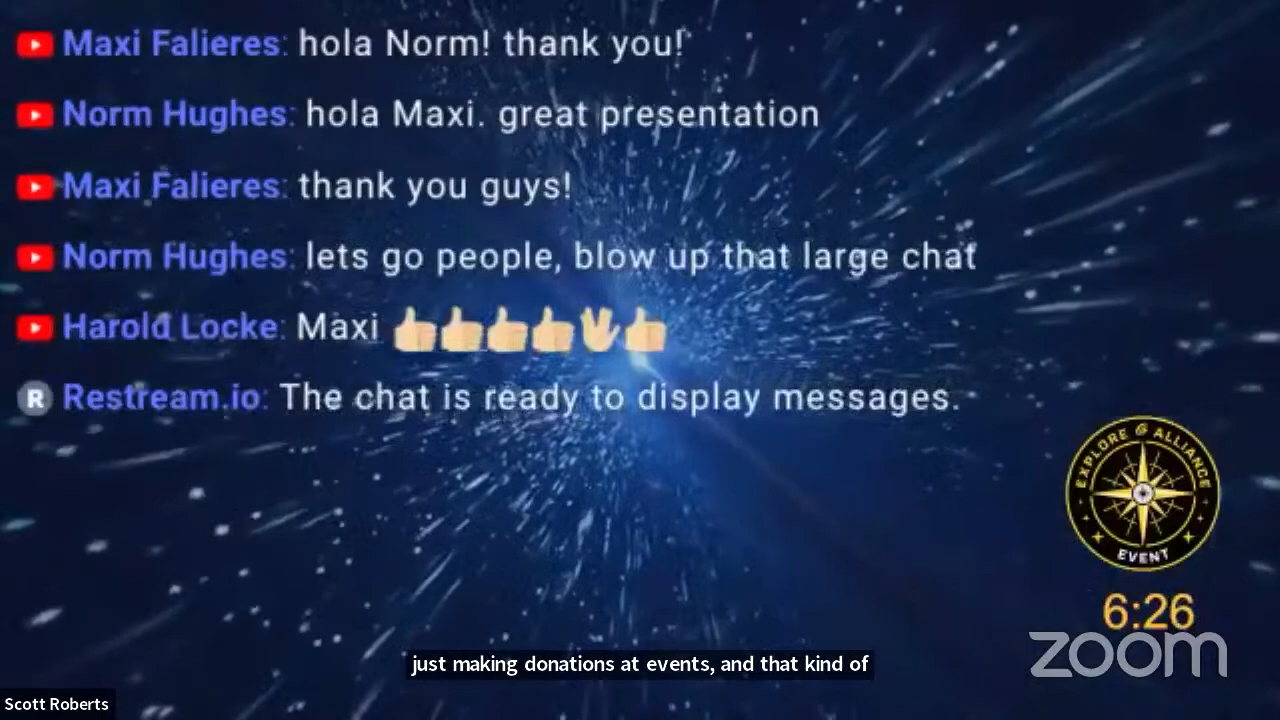 Maxi Falieres: hola Norm! thank you!
Norm Hughes: hola Maxi. great presentation
Maxi Falieres: thank you guys!
Norm Hughes: lets go people, blow up that large chat
Harold Locke: Maxi 👍🏼👍🏼👍🏼👍🏼🖖🏼👍🏼
R Restream.io: The chat is ready to display messages.
EXPLORE ALLIANCE
EVENT
6:26
zoom
just making donations at events, and that kind of
Scott Roberts